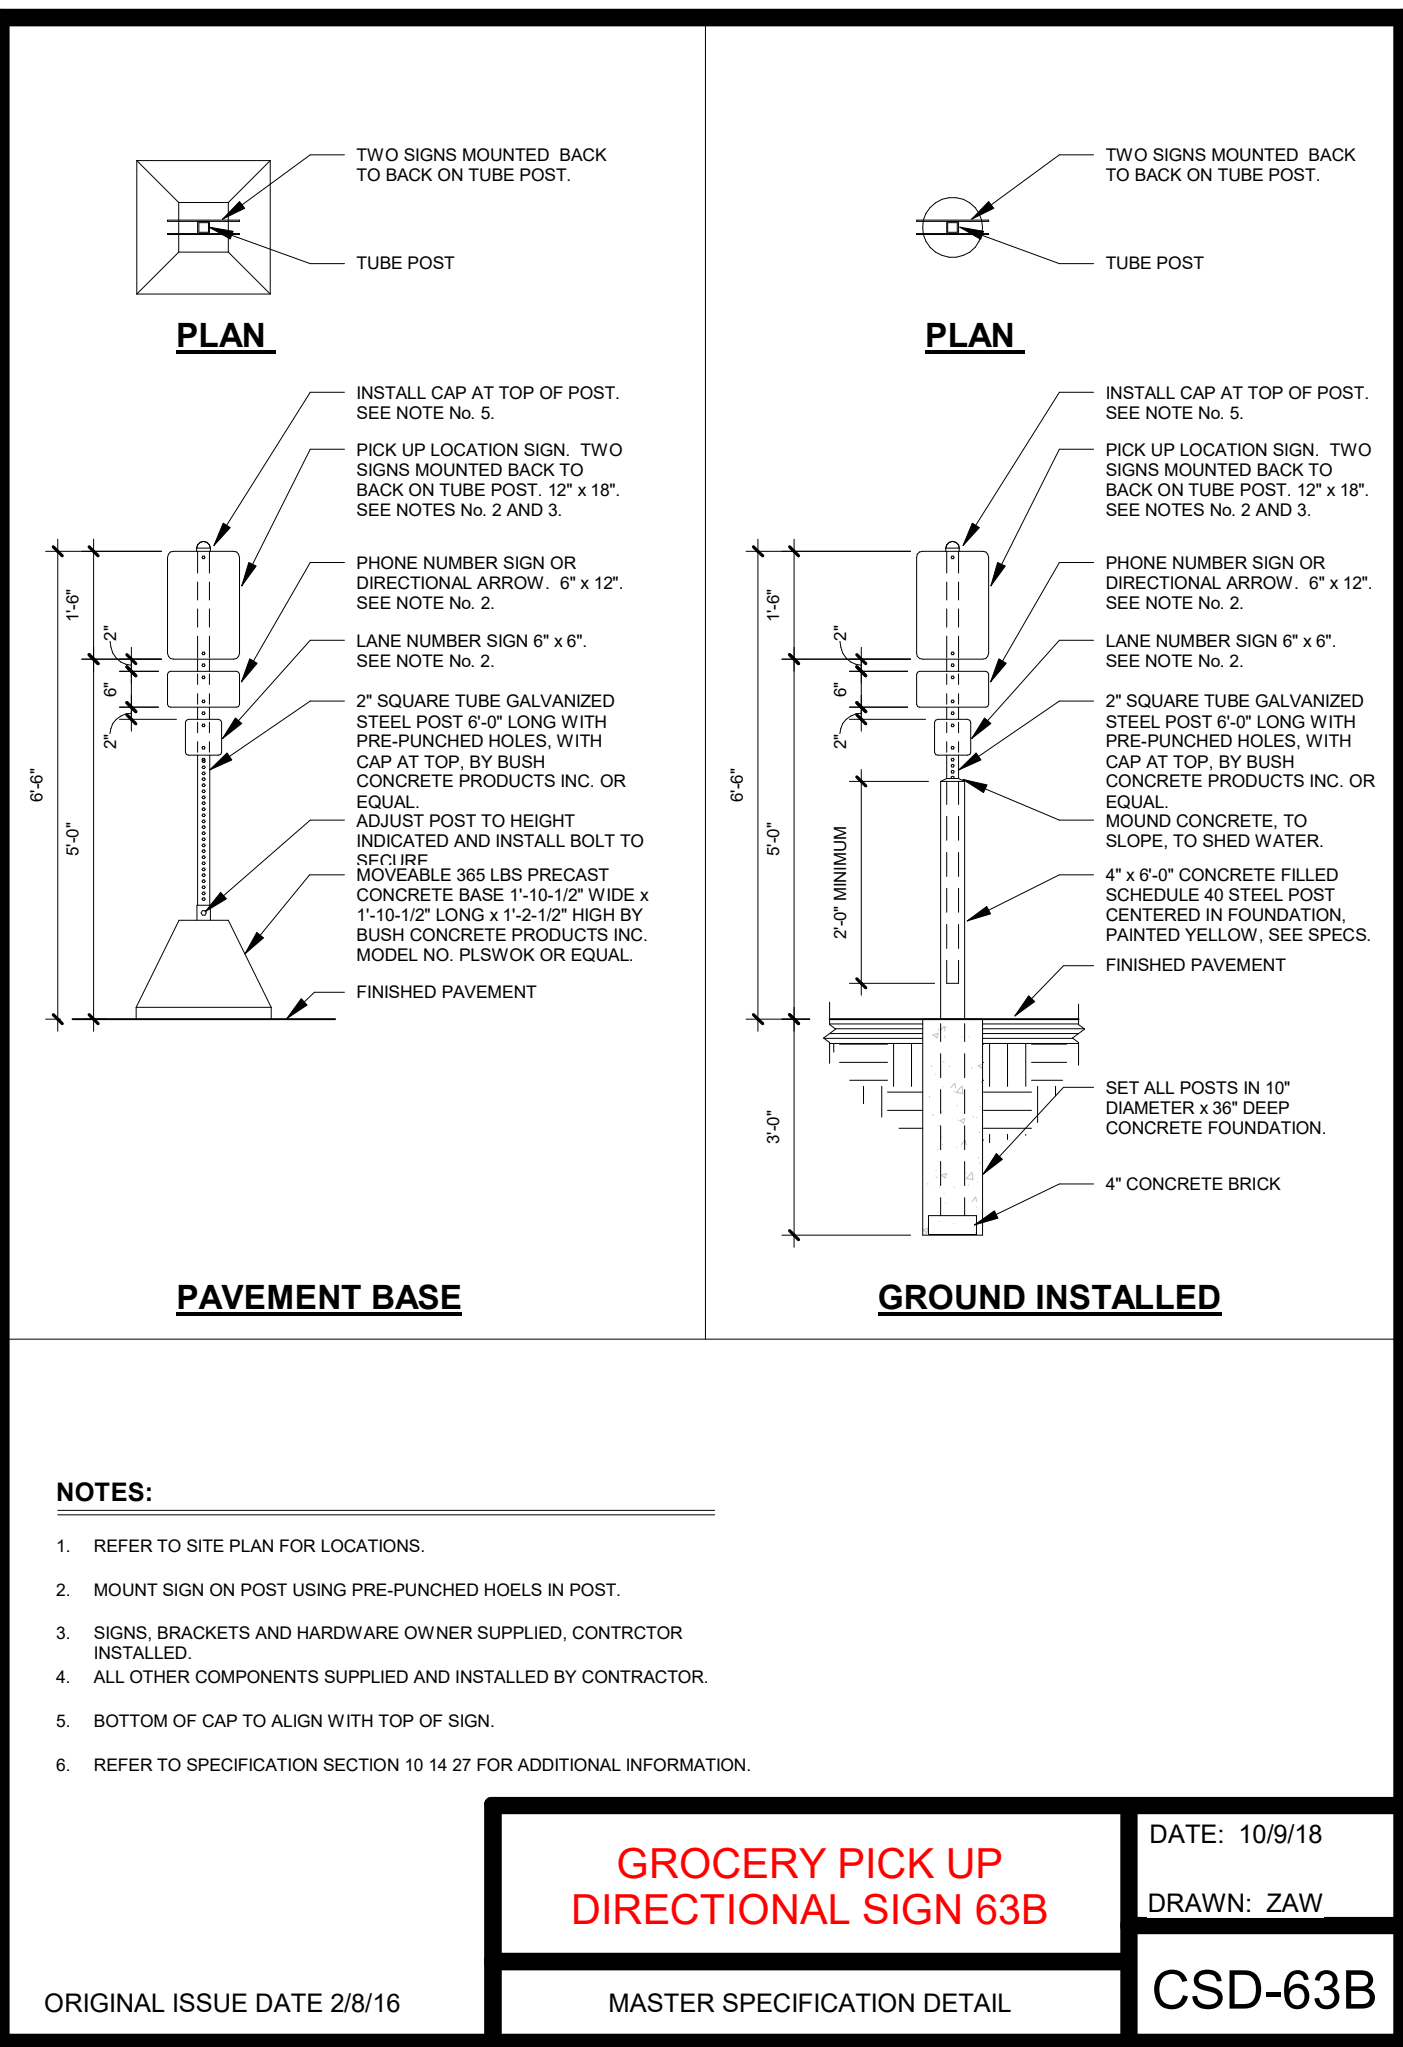 TWO SIGNS MOUNTED  BACK
TO BACK ON TUBE POST.
TUBE POST
PLAN
INSTALL CAP AT TOP OF POST.
SEE NOTE No. 5.
PICK UP LOCATION SIGN.  TWO
SIGNS MOUNTED BACK TO
BACK ON TUBE POST. 12" x 18".
SEE NOTES No. 2 AND 3.
PHONE NUMBER SIGN OR
DIRECTIONAL ARROW.  6" x 12".
SEE NOTE No. 2.
LANE NUMBER SIGN 6" x 6".
SEE NOTE No. 2.
2" SQUARE TUBE GALVANIZED
STEEL POST 6'-0" LONG WITH
PRE-PUNCHED HOLES, WITH
CAP AT TOP, BY BUSH
CONCRETE PRODUCTS INC. OR
EQUAL.
ADJUST POST TO HEIGHT
INDICATED AND INSTALL BOLT TO
SECURE
MOVEABLE 365 LBS PRECAST
CONCRETE BASE 1'-10-1/2" WIDE x
1'-10-1/2" LONG x 1'-2-1/2" HIGH BY
BUSH CONCRETE PRODUCTS INC.
MODEL NO. PLSWOK OR EQUAL.
FINISHED PAVEMENT
6'-6"
1'-6"
5'-0"
2"
6"
2"
PAVEMENT BASE
TWO SIGNS MOUNTED  BACK
TO BACK ON TUBE POST.
TUBE POST
PLAN
INSTALL CAP AT TOP OF POST.
SEE NOTE No. 5.
PICK UP LOCATION SIGN.  TWO
SIGNS MOUNTED BACK TO
BACK ON TUBE POST. 12" x 18".
SEE NOTES No. 2 AND 3.
PHONE NUMBER SIGN OR
DIRECTIONAL ARROW.  6" x 12".
SEE NOTE No. 2.
LANE NUMBER SIGN 6" x 6".
SEE NOTE No. 2.
2" SQUARE TUBE GALVANIZED
STEEL POST 6'-0" LONG WITH
PRE-PUNCHED HOLES, WITH
CAP AT TOP, BY BUSH
CONCRETE PRODUCTS INC. OR
EQUAL.
MOUND CONCRETE, TO
SLOPE, TO SHED WATER.
4" x 6'-0" CONCRETE FILLED
SCHEDULE 40 STEEL POST
CENTERED IN FOUNDATION,
PAINTED YELLOW, SEE SPECS.
FINISHED PAVEMENT
SET ALL POSTS IN 10"
DIAMETER x 36" DEEP
CONCRETE FOUNDATION.
4" CONCRETE BRICK
6'-6"
1'-6"
5'-0"
3'-0"
2"
6"
2"
2'-0" MINIMUM
GROUND INSTALLED
NOTES:
1. REFER TO SITE PLAN FOR LOCATIONS.
2. MOUNT SIGN ON POST USING PRE-PUNCHED HOELS IN POST.
3. SIGNS, BRACKETS AND HARDWARE OWNER SUPPLIED, CONTRCTOR
INSTALLED.
4. ALL OTHER COMPONENTS SUPPLIED AND INSTALLED BY CONTRACTOR.
5. BOTTOM OF CAP TO ALIGN WITH TOP OF SIGN.
6. REFER TO SPECIFICATION SECTION 10 14 27 FOR ADDITIONAL INFORMATION.
GROCERY PICK UP
DIRECTIONAL SIGN 63B
DATE:  10/9/18
DRAWN:  ZAW
ORIGINAL ISSUE DATE 2/8/16
MASTER SPECIFICATION DETAIL
CSD-63B